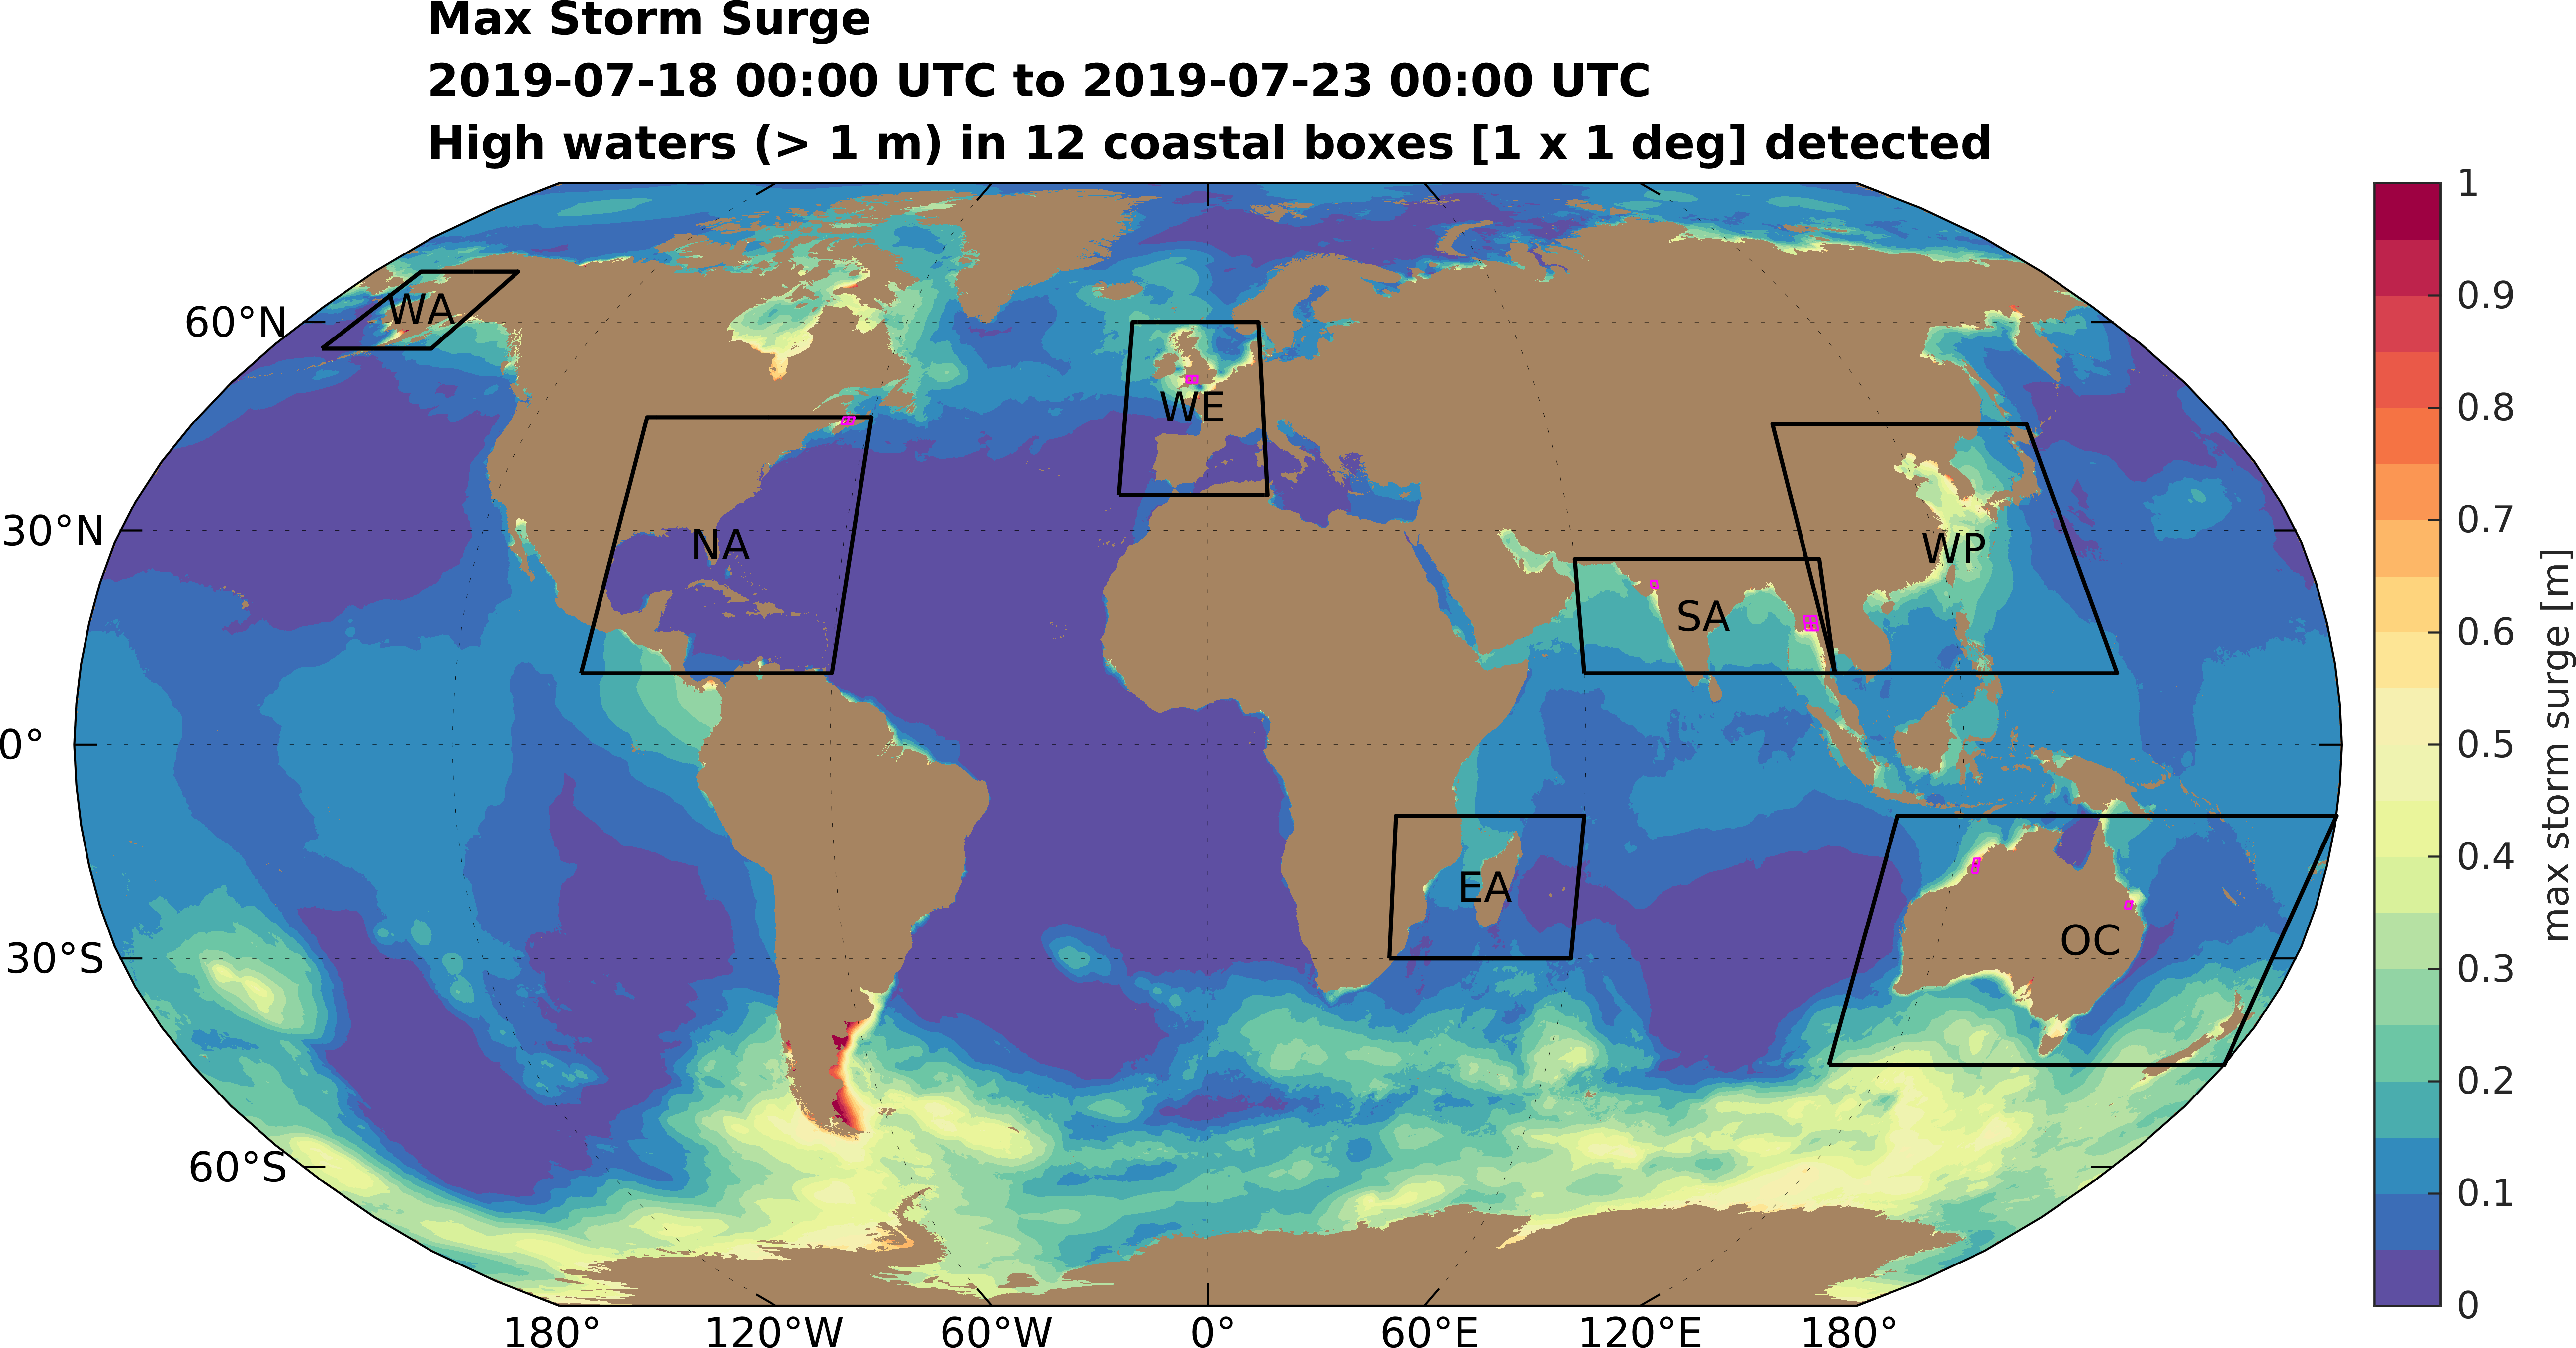 Max Storm Surge
2019-07-18 00:00 UTC to 2019-07-23 00:00 UTC
High waters (> 1 m) in 12 coastal boxes [1 x 1 deg] detected
60°N
30°N
0°
30°S
60°S
WA
NA
WE
SA
WP
EA
OC
180°
120°W
60°W
0°
60°E
120°E
180°
1
0.9
0.8
0.7
0.6
0.5
0.4
0.3
0.2
0.1
0
max storm surge [m]